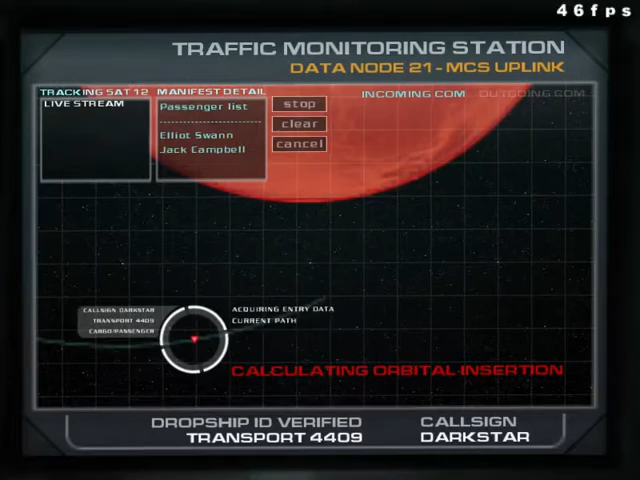 46fps
TRAFFIC MONITORING STATION
DATA NODE 21 - MCS UPLINK
TRACKING SAT 12
LIVE STREAM
MANIFEST DETAIL
Passenger list
--------------------
Elliot Swann
Jack Campbell
stop
clear
cancel
INCOMING COM
OUTGOING COM
CALLSIGN DARKSTAR
TRANSPORT 4409
CARGO/PASSENGER
ACQUIRING ENTRY DATA
CURRENT PATH
CALCULATING ORBITAL INSERTION
DROPSHIP ID VERIFIED
TRANSPORT 4409
CALLSIGN
DARKSTAR